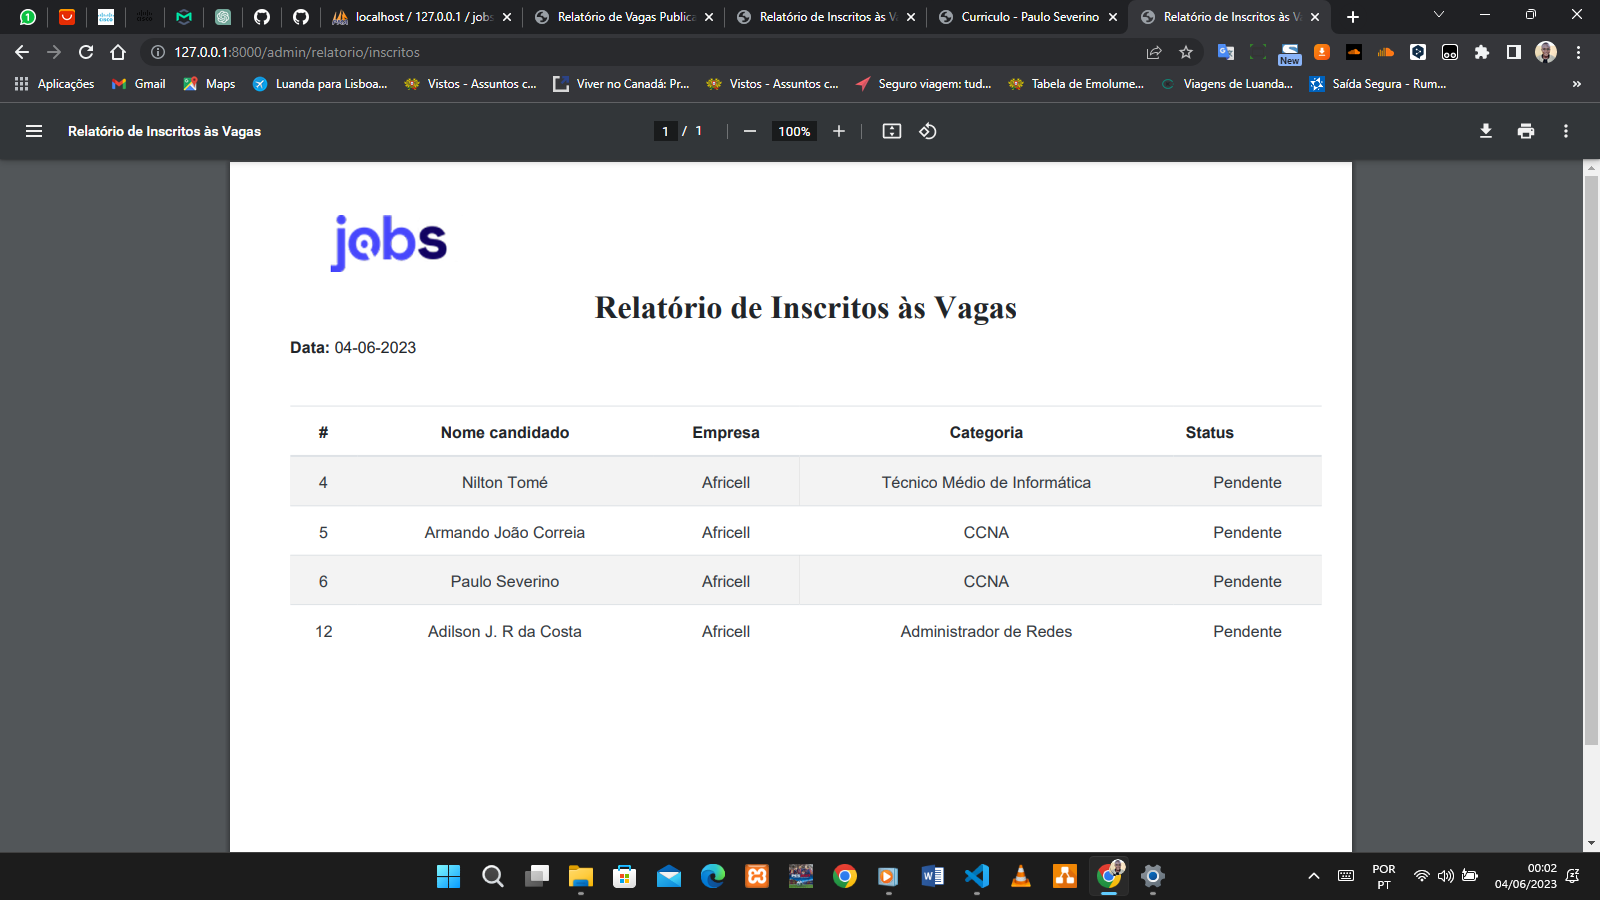 localhost / 127.0.0.1 / jobs
Relatório de Vagas Publica
Relatório de Inscritos às V
Curriculo - Paulo Severino
Relatório de Inscritos às V
127.0.0.1:8000/admin/relatorio/inscritos
New
Aplicações
Gmail
Maps
Luanda para Lisboa...
Vistos - Assuntos c...
Viver no Canadá: Pr...
Vistos - Assuntos c...
Seguro viagem: tud...
Tabela de Emolume...
Viagens de Luanda...
Saída Segura - Rum...
»
Relatório de Inscritos às Vagas
1 / 1
100%
jobs
Relatório de Inscritos às Vagas
Data: 04-06-2023
# Nome candidado Empresa Categoria Status
4 Nilton Tomé Africell Técnico Médio de Informática Pendente
5 Armando João Correia Africell CCNA Pendente
6 Paulo Severino Africell CCNA Pendente
12 Adilson J. R da Costa Africell Administrador de Redes Pendente
POR
PT
00:02
04/06/2023